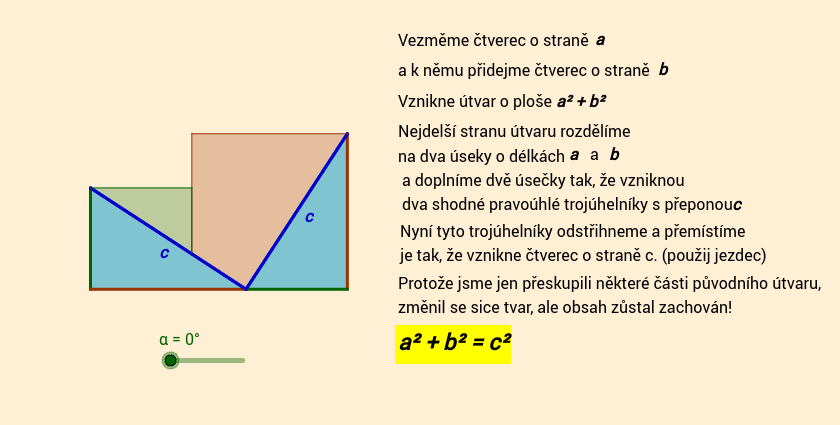 Vezměme čtverec o straně a
a k němu přidejme čtverec o straně b
Vznikne útvar o ploše a² + b²
Nejdelší stranu útvaru rozdělíme
na dva úseky o délkách a a b
a doplníme dvě úsečky tak, že vzniknou
dva shodné pravoúhlé trojúhelníky s přeponou c
Nyní tyto trojúhelníky odstřihneme a přemístíme
je tak, že vznikne čtverec o straně c. (použij jezdec)
Protože jsme jen přeskupili některé části původního útvaru,
změnil se sice tvar, ale obsah zůstal zachován!
a² + b² = c²
c
c
α = 0°